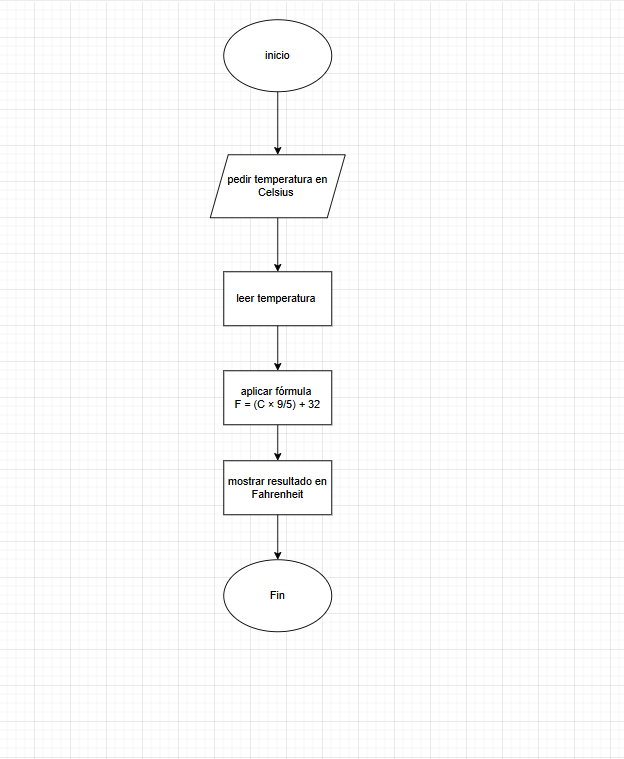 inicio
pedir temperatura en
Celsius
leer temperatura
aplicar fórmula
F = (C × 9/5) + 32
mostrar resultado en
Fahrenheit
Fin